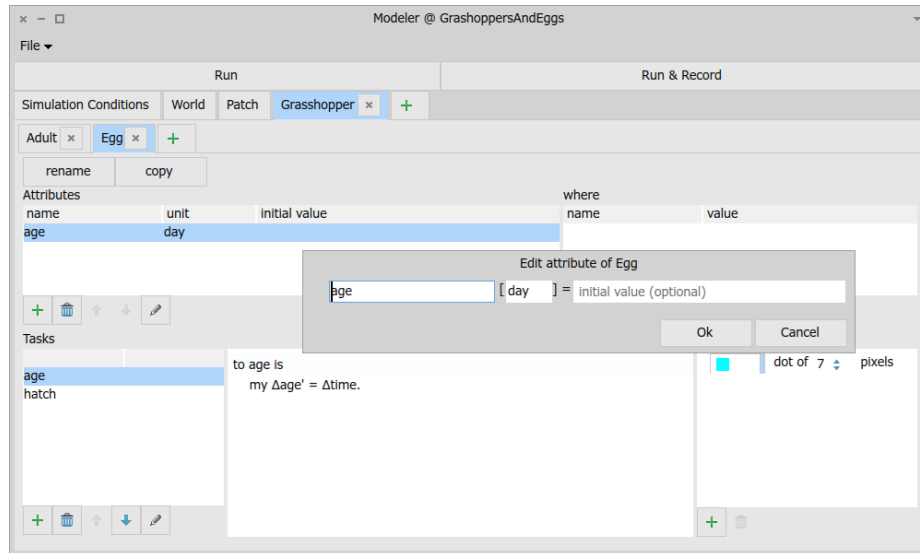 Modeler @ GrashoppersAndEggs
File
Run Run & Record
Simulation Conditions World Patch Grasshopper × +
Adult × Egg × +
rename copy
Attributes where
name unit initial value name value
age day
Edit attribute of Egg
age [ day ] = initial value (optional)
Ok Cancel
Tasks
age
hatch
to age is
my Δage' = Δtime.
dot of 7 pixels